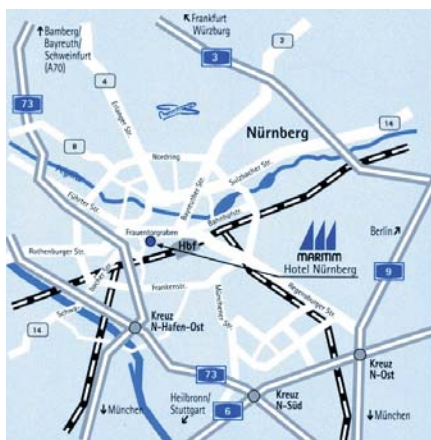 Bamberg/
Bayreuth/
Schweinfurt
(A70)
Frankfurt
Würzburg
3
2
73
4
Erlanger Str.
8
14
Nürnberg
Nordring
Pegnitz
Fürther Str.
Bayreuther Str.
Sulzbacher Str.
Bahnhofstr.
Frauentorgraben
Hbf
MARITIM
Hotel Nürnberg
Berlin
9
Rothenburger Str.
Frankenstr.
Münchener Str.
Regensburger Str.
14
Kreuz
N-Hafen-Ost
73
Kreuz
N-Ost
Kreuz
N-Süd
München
Heilbronn/
Stuttgart
6
München